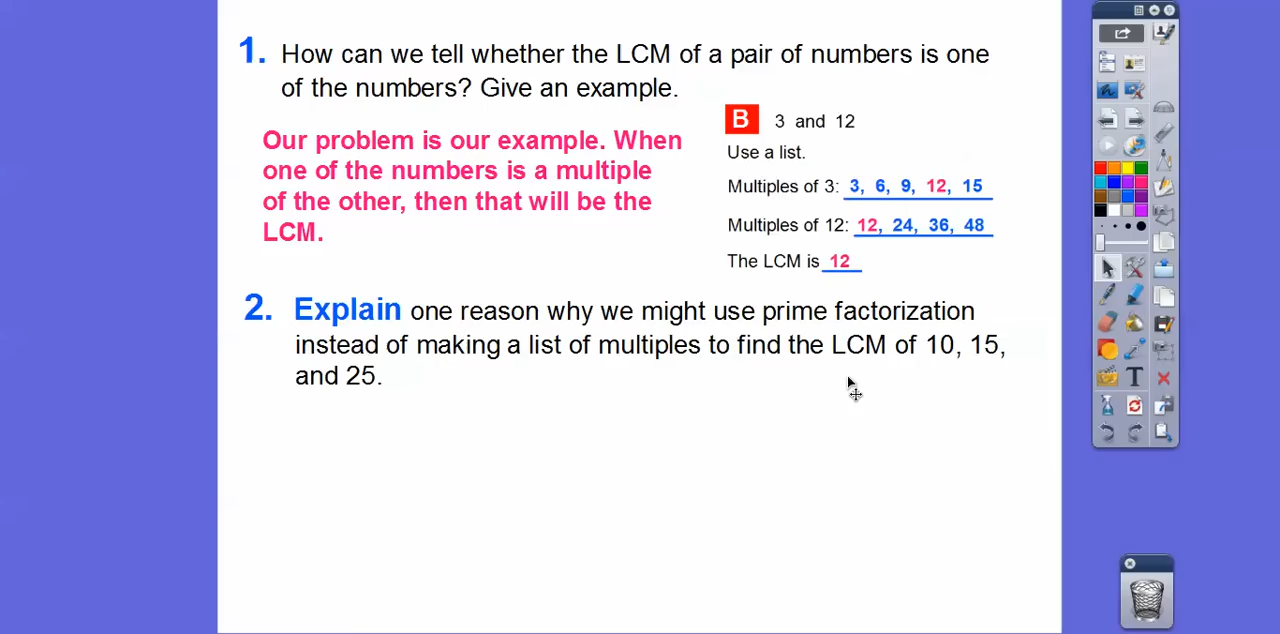 1. How can we tell whether the LCM of a pair of numbers is one
of the numbers? Give an example.
Our problem is our example. When
one of the numbers is a multiple
of the other, then that will be the
LCM.
B 3 and 12
Use a list.
Multiples of 3: 3, 6, 9, 12, 15
Multiples of 12: 12, 24, 36, 48
The LCM is 12
2. Explain one reason why we might use prime factorization
instead of making a list of multiples to find the LCM of 10, 15,
and 25.